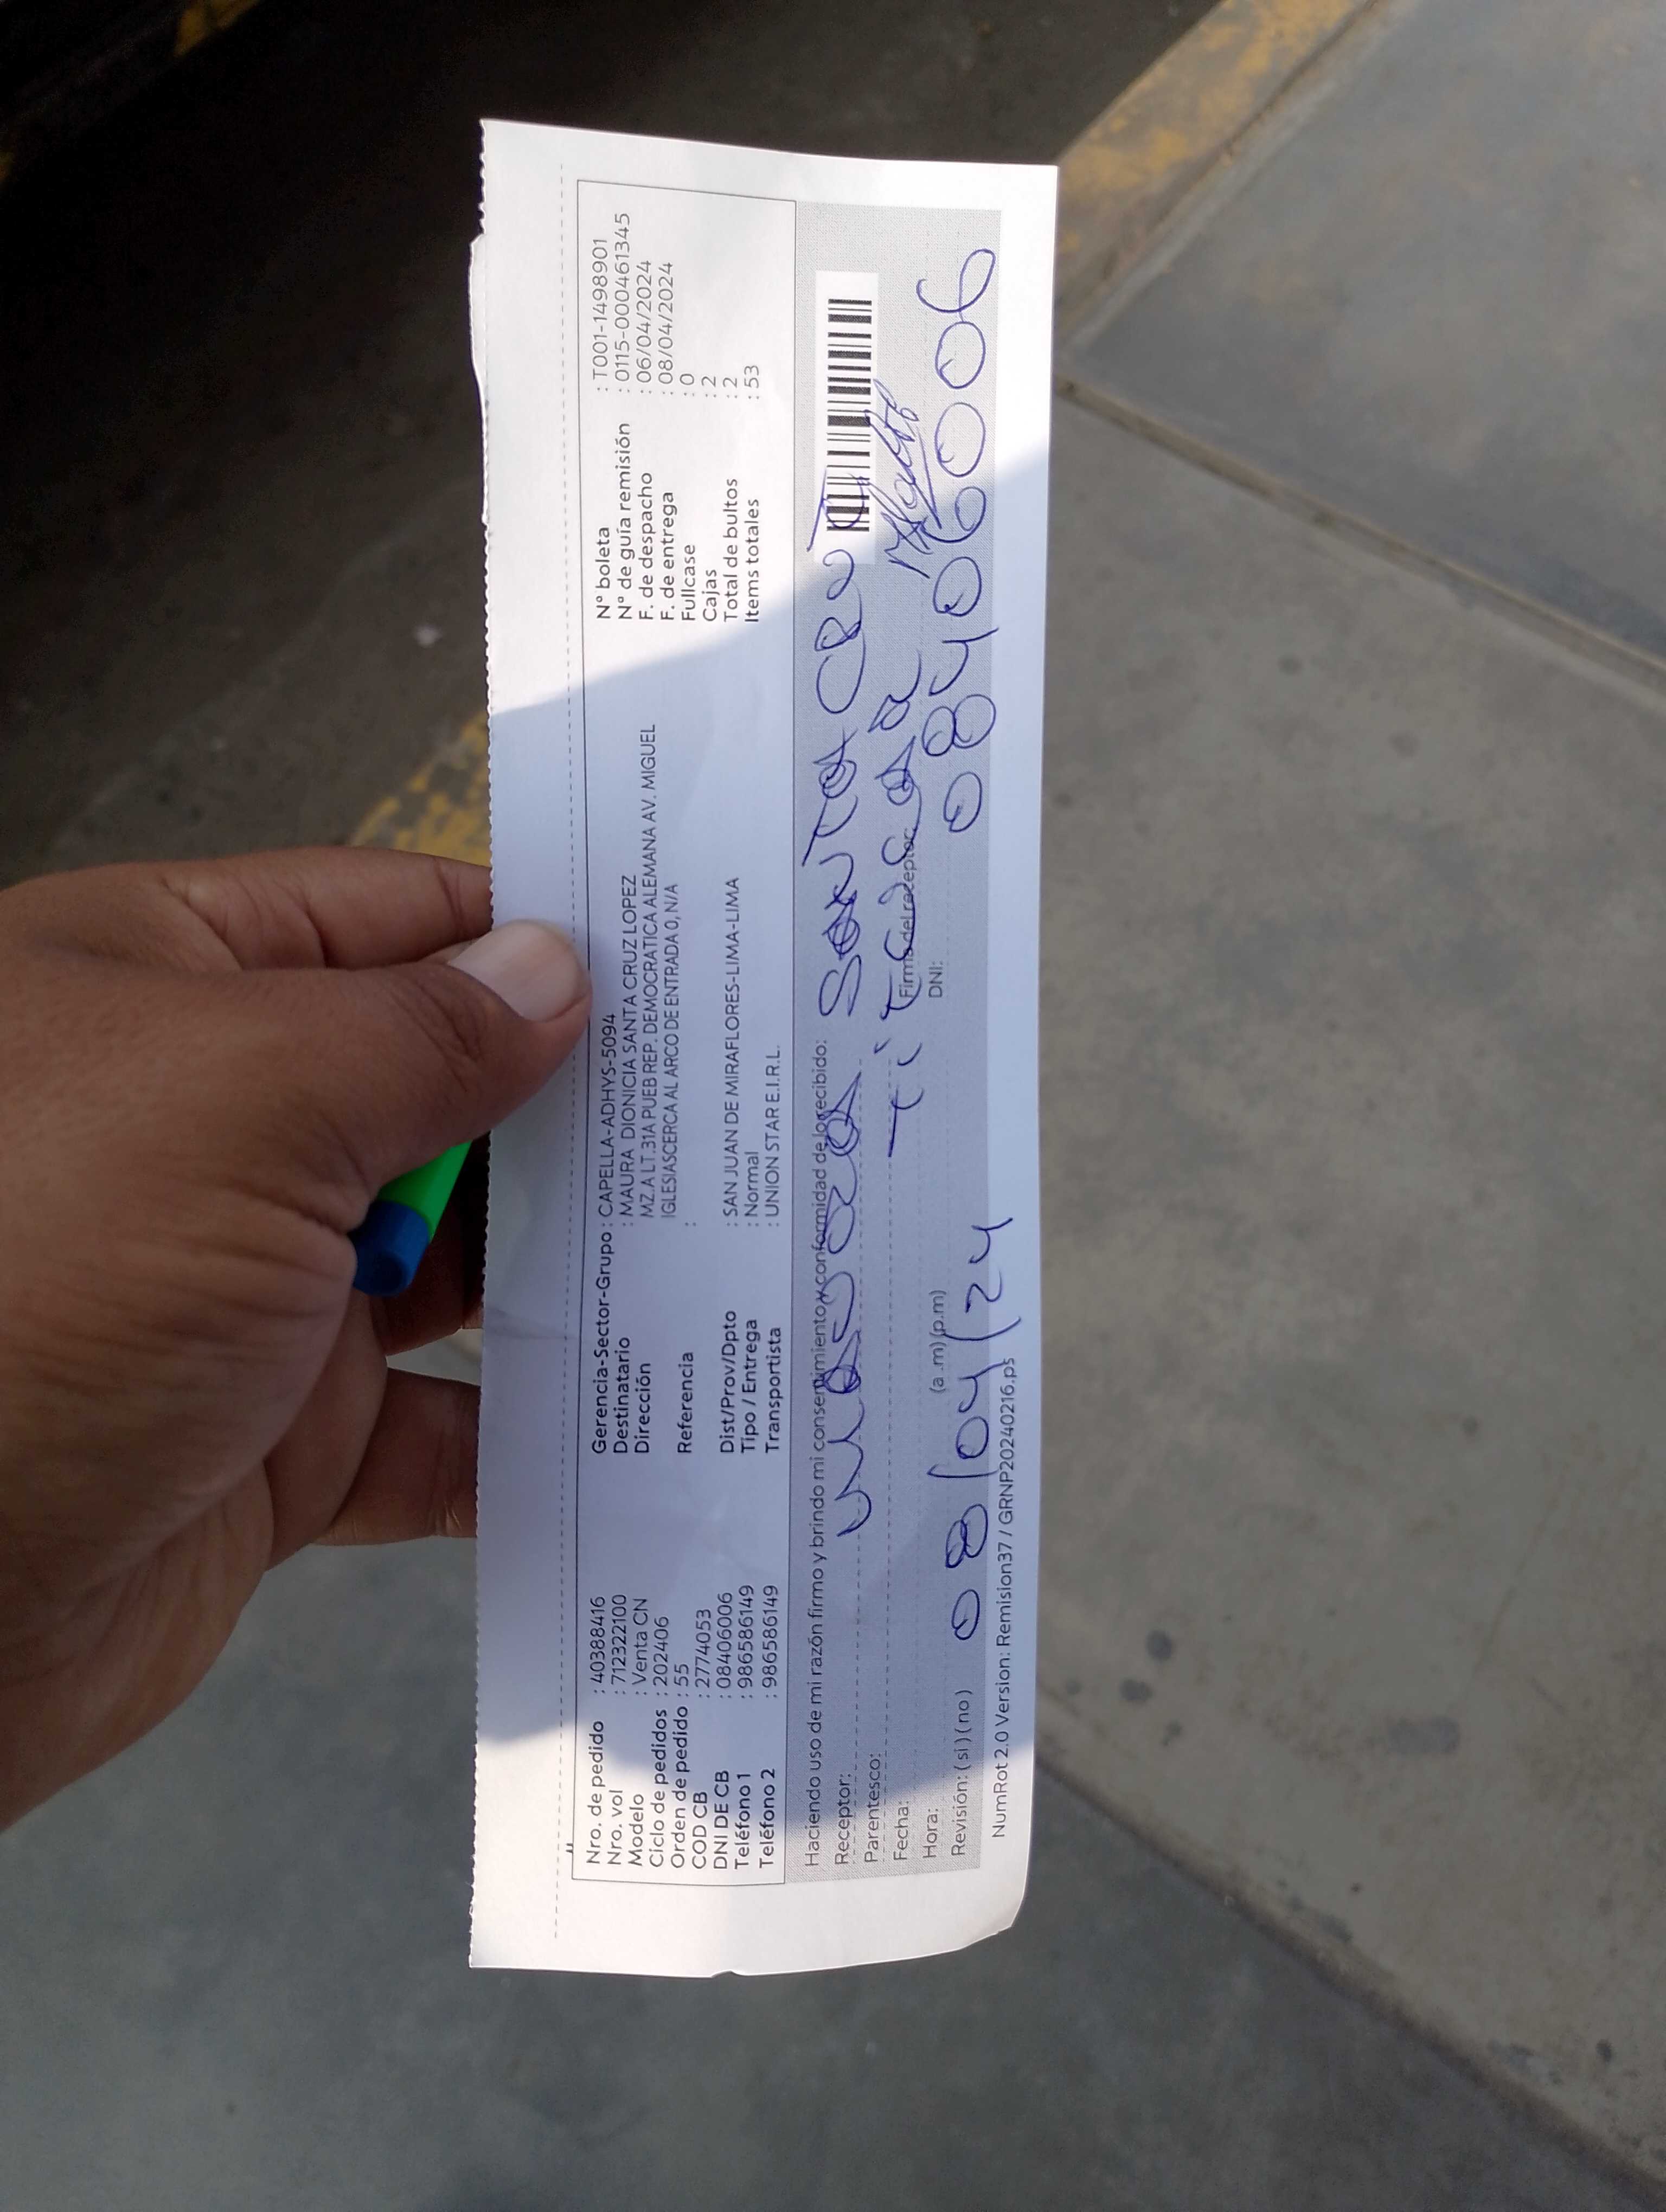 Nro. de pedido : 40388416
Nro. vol : 712322100
Modelo : Venta CN
Ciclo de pedidos : 202406
Orden de pedido : 55
COD CB : 2774053
DNI DE CB : 08406006
Teléfono 1 : 986586149
Teléfono 2 : 986586149
Gerencia-Sector-Grupo : CAPELLA-ADHYS-5094
Destinatario : MAURA DIONICIA SANTA CRUZ LOPEZ
Dirección MZ.A LT.31A PUEB REP. DEMOCRATICA ALEMANA AV. MIGUEL
IGLESIASCERCA AL ARCO DE ENTRADA 0, N/A
Referencia :
Dist/Prov/Dpto : SAN JUAN DE MIRAFLORES-LIMA-LIMA
Tipo / Entrega : Normal
Transportista : UNION STAR E.I.R.L.
N° boleta : T001-1498901
N° de guía remisión : 0115-000461345
F. de despacho : 06/04/2024
F. de entrega : 08/04/2024
Fullcase : 0
Cajas : 2
Total de bultos : 2
Items totales : 53
Haciendo uso de mi razón firmo y brindo mi consentimiento y conformidad de lo recibido:
Receptor:
Parentesco:
Fecha: Firma del receptor
Hora: (a .m) (p.m) DNI: 08406006
Revisión: ( si ) ( no ) 08/04/24
NumRot 2.0 Version: Remision37 / GRNP20240216.ps